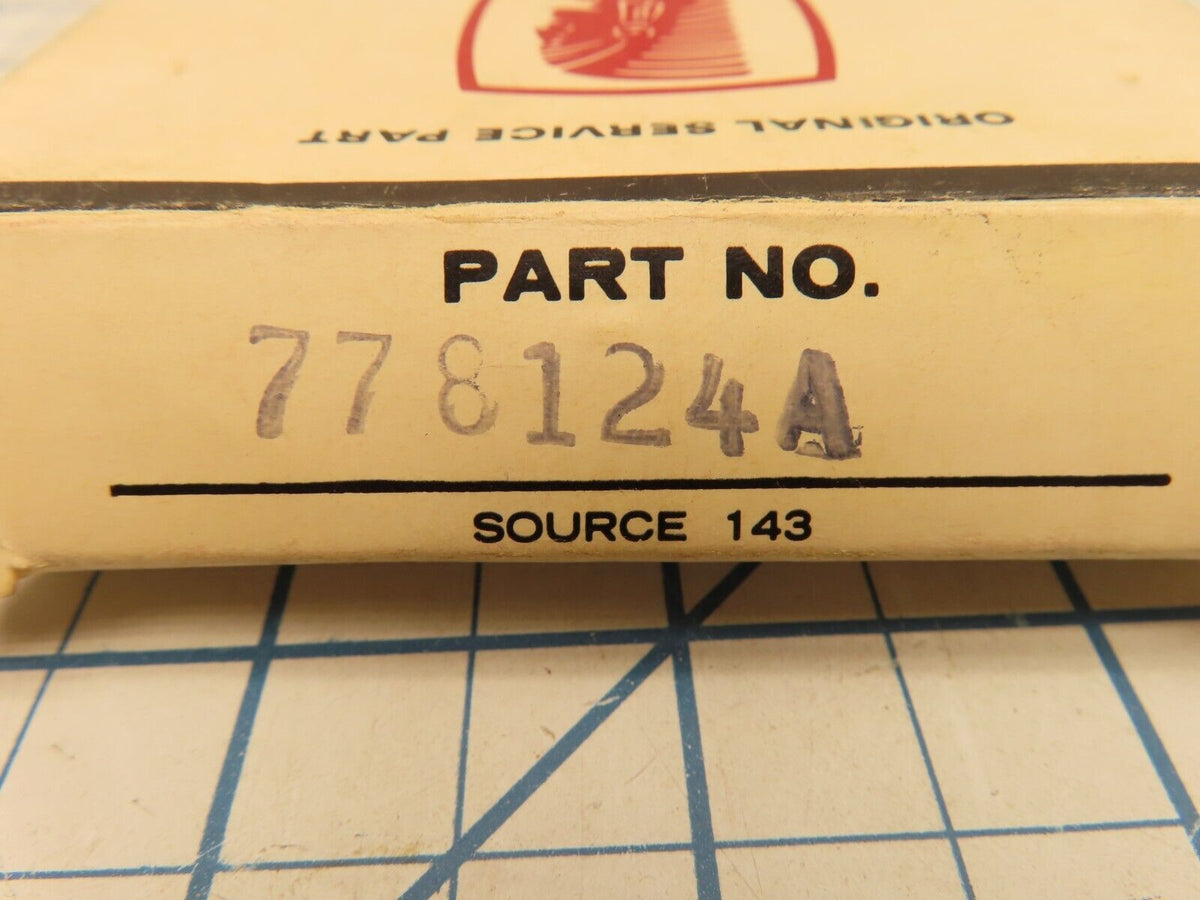 ORIGINAL SERVICE PART
PART NO.
778124A
SOURCE 143